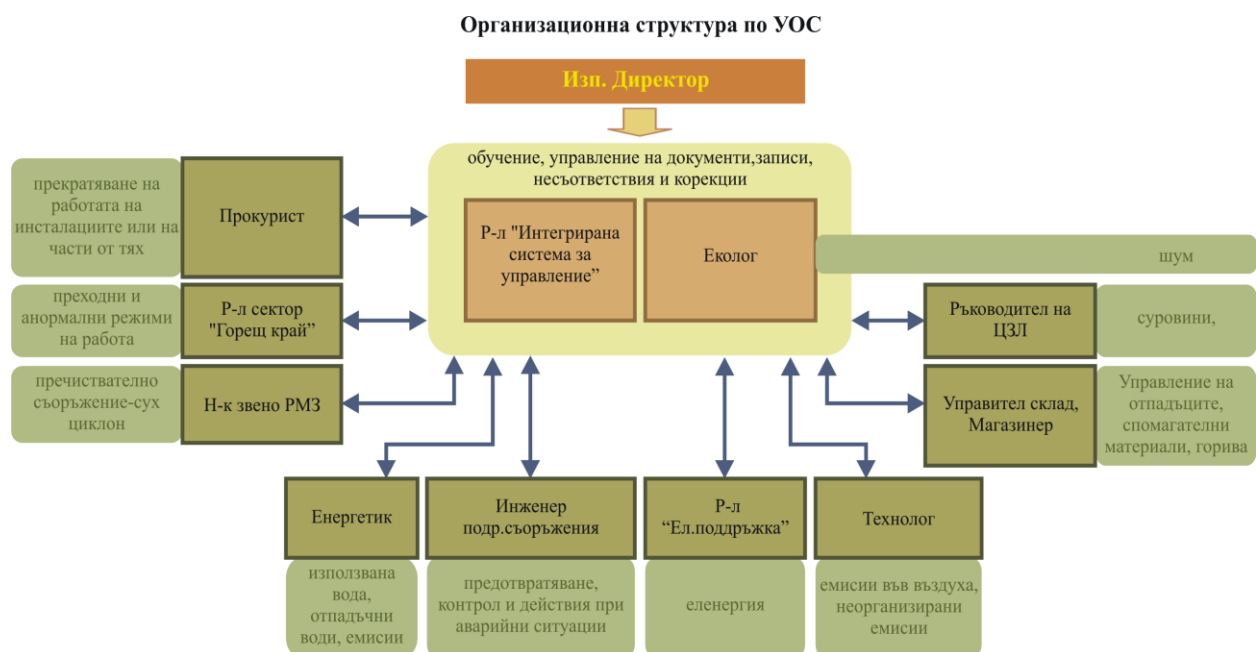 Организационна структура по УОС
Изп. Директор
обучение, управление на документи,записи,
несъответствия и корекции
Р-л "Интегрирана
система за
управление”
Еколог
шум
прекратяване на
работата на
инсталациите или на
части от тях
Прокурист
преходни и
анормални режими
на работа
Р-л сектор
"Горещ край”
пречиствателно
съоръжение-сух
циклон
Н-к звено РМЗ
Ръководител на
ЦЗЛ
суровини,
Управител склад,
Магазинер
Управление на
отпадъците,
спомагателни
материали, горива
Енергетик
използвана
вода,
отпадъчни
води, емисии
Инженер
подр.съоръжения
предотвратяване,
контрол и действия при
аварийни ситуации
Р-л
“Ел.поддръжка”
еленергия
Технолог
емисии във въздуха,
неорганизирани
емисии